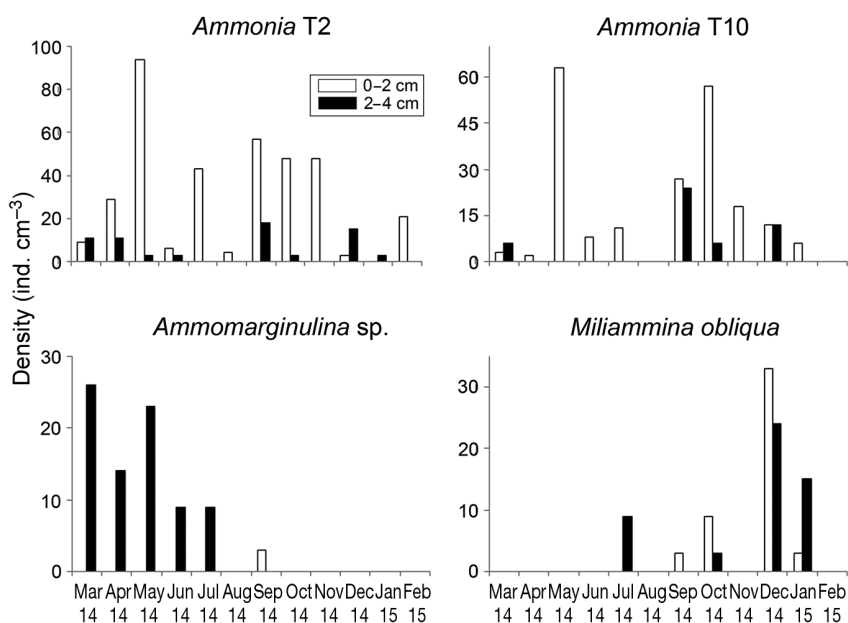 Ammonia T2
Ammonia T10
Density (ind. cm⁻³)
100
80
60
40
20
0
0–2 cm
2–4 cm
60
45
30
15
0
Ammomarginulina sp.
Miliammina obliqua
30
20
10
0
Mar Apr May Jun Jul Aug Sep Oct Nov Dec Jan Feb
14 14 14 14 14 14 14 14 14 14 15 15
30
20
10
0
Mar Apr May Jun Jul Aug Sep Oct Nov Dec Jan Feb
14 14 14 14 14 14 14 14 14 14 15 15